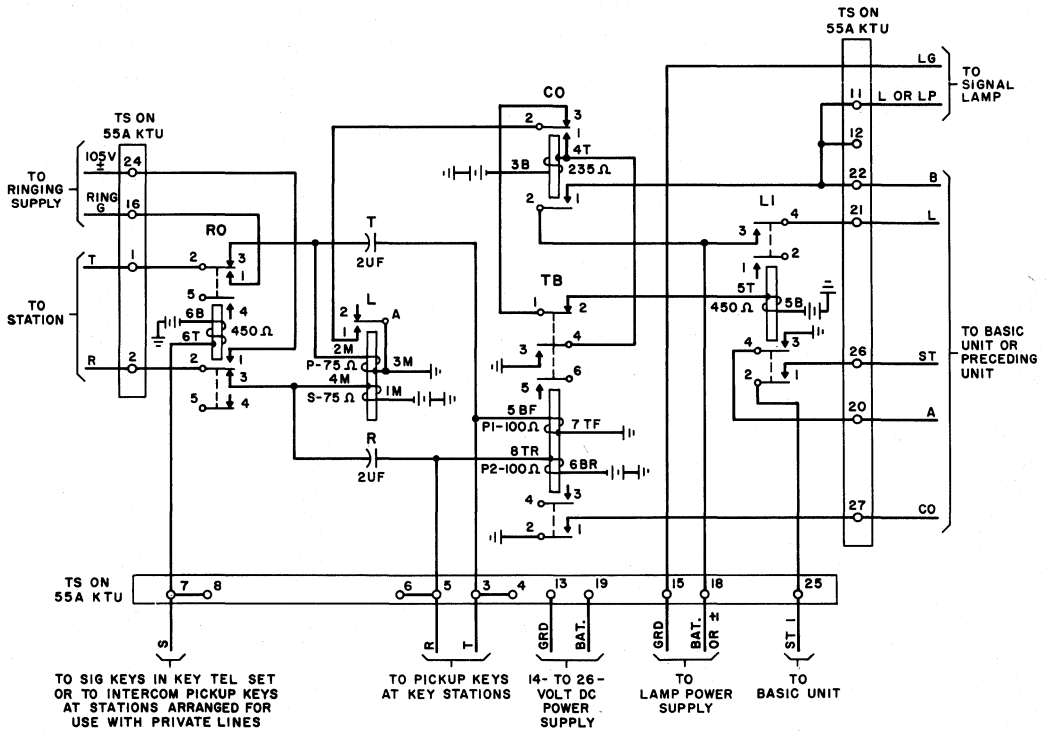 TS ON
55A KTU
LG
TO
SIGNAL
LAMP
11
L OR LP
12
22
B
21
L
26
ST
20
A
27
CO
TO BASIC
UNIT OR
PRECEDING
UNIT
TS ON
55A KTU
105V
±
24
TO
RINGING
SUPPLY
RING
G
16
T
1
TO
STATION
R
2
RO
2
3
1
5
4
6B
450Ω
6T
2
1
3
5
4
T
2UF
L
2
A
1
2M
P-75Ω
3M
4M
S-75Ω
1M
R
2UF
CO
2
3
1
4T
3B
235Ω
2
1
TB
1
2
4
3
6
5
5BF
P1-100Ω
7TF
8TR
P2-100Ω
6BR
4
3
2
1
L1
4
3
2
1
5T
450Ω
5B
4
3
2
1
TS ON
55A KTU
7
8
6
5
3
4
13
19
15
18
25
S
R
T
GRD
BAT.
GRD
BAT.
OR ±
ST 1
TO SIG KEYS IN KEY TEL SET
OR TO INTERCOM PICKUP KEYS
AT STATIONS ARRANGED FOR
USE WITH PRIVATE LINES
TO PICKUP KEYS
AT KEY STATIONS
14- TO 26-
VOLT DC
POWER
SUPPLY
TO
LAMP POWER
SUPPLY
TO
BASIC UNIT